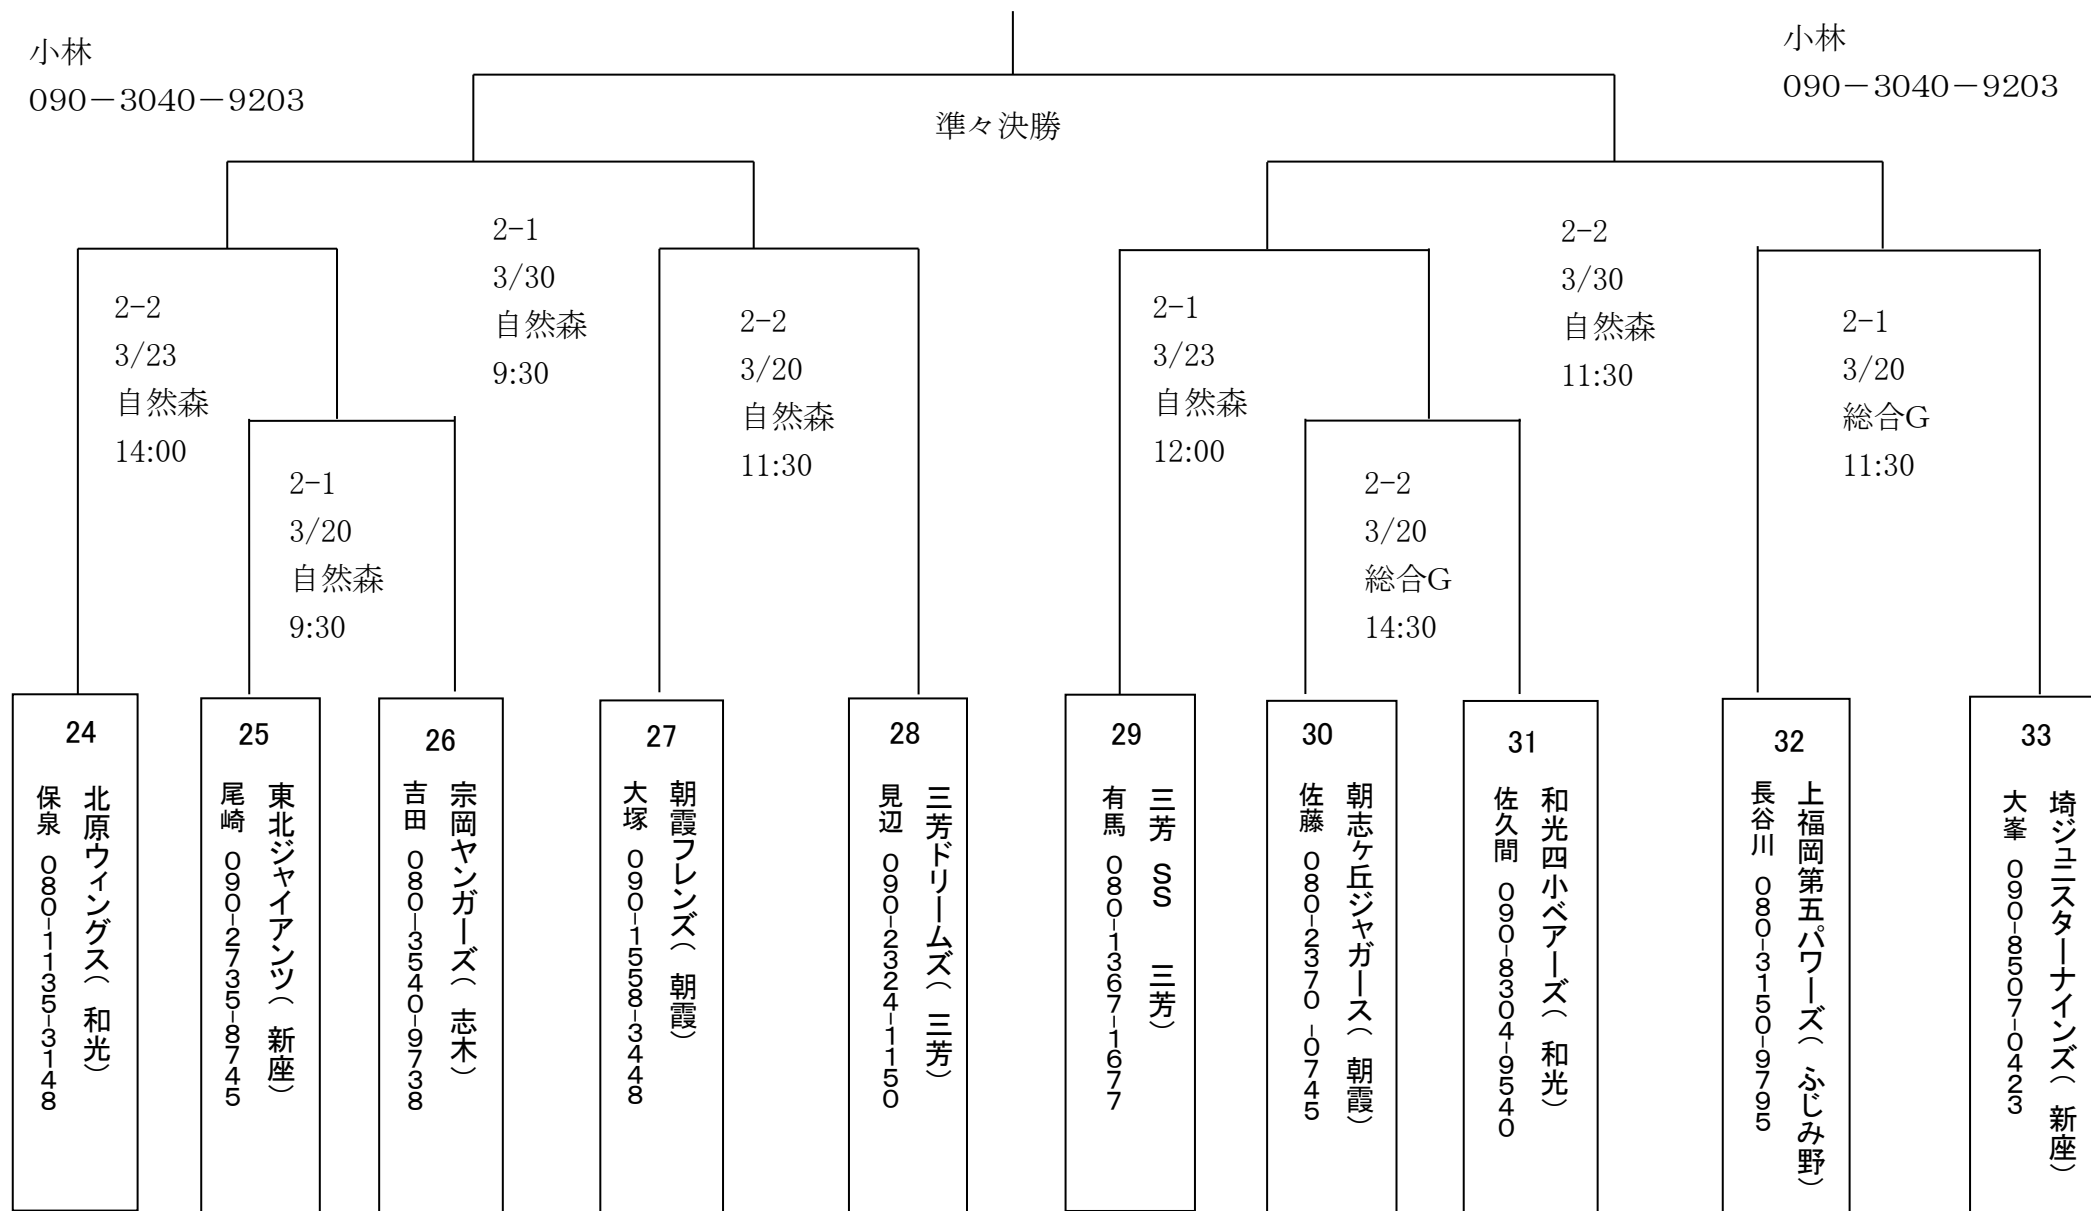 小林
090－3040－9203
小林
090－3040－9203
準々決勝
2-1
3/30
自然森
9:30
2-2
3/30
自然森
11:30
2-2
3/23
自然森
14:00
2-2
3/20
自然森
11:30
2-1
3/23
自然森
12:00
2-1
3/20
総合G
11:30
2-1
3/20
自然森
9:30
2-2
3/20
総合G
14:30
24
北原ウィングス（和光）
保泉 080-1135-3148
25
東北ジャイアンツ（新座）
尾崎 090-2735-8745
26
宗岡ヤンガーズ（志木）
吉田 080-3540-9738
27
朝霞フレンズ（朝霞）
大塚 090-1558-3448
28
三芳ドリームズ（三芳）
見辺 090-2324-1150
29
三芳 SS 三芳）
有馬 080-1367-1677
30
朝志ヶ丘ジャガース（朝霞）
佐藤 080-2370-0745
31
和光四小ベアーズ（和光）
佐久間 090-8304-9540
32
上福岡第五パワーズ（ふじみ野）
長谷川 080-3150-9795
33
埼ジュニスターナインズ（新座）
大峯 090-8507-0423